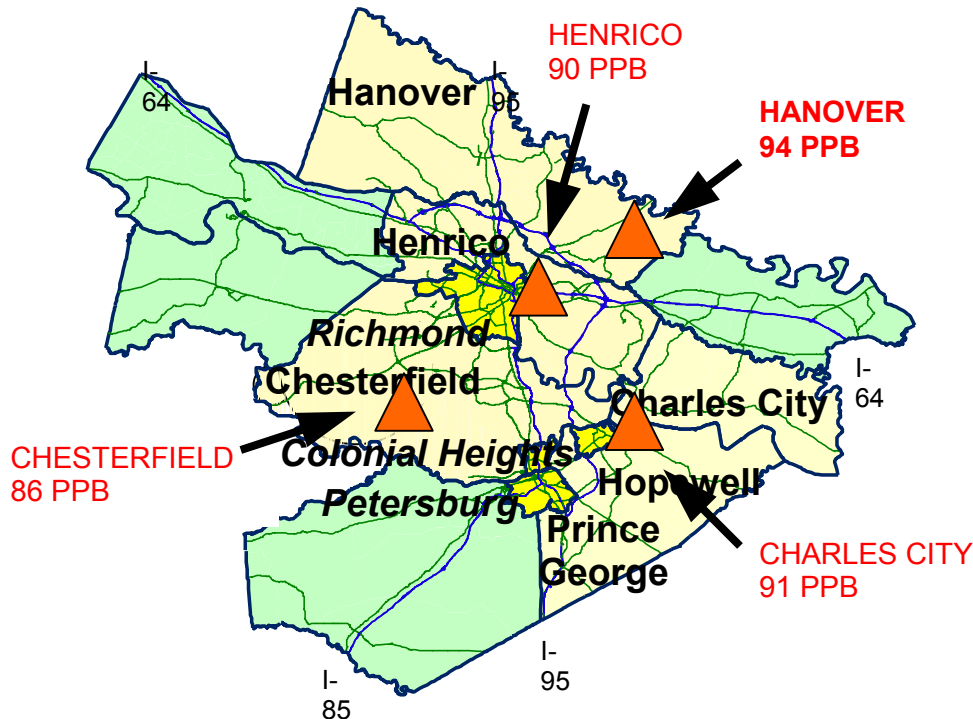 HENRICO
90 PPB
I-
64
I-
95
Hanover
HANOVER
94 PPB
Henrico
Richmond
Chesterfield
Charles City
I-
64
CHESTERFIELD
86 PPB
Colonial Heights
Hopewell
Petersburg
Prince
George
CHARLES CITY
91 PPB
I-
95
I-
85